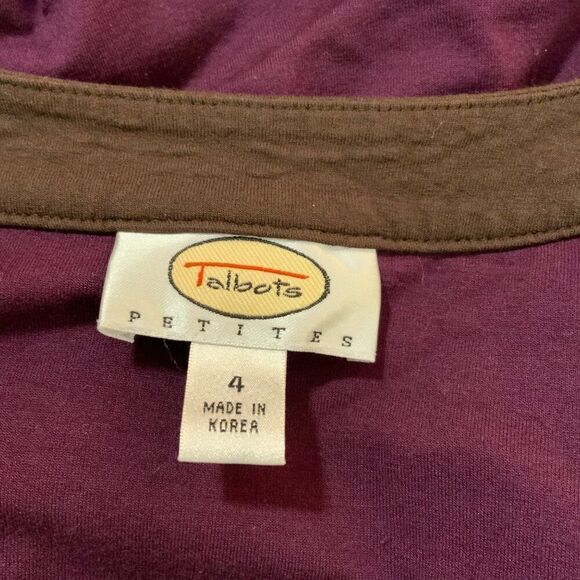 Talbots
PETITES
4
MADE IN
KOREA